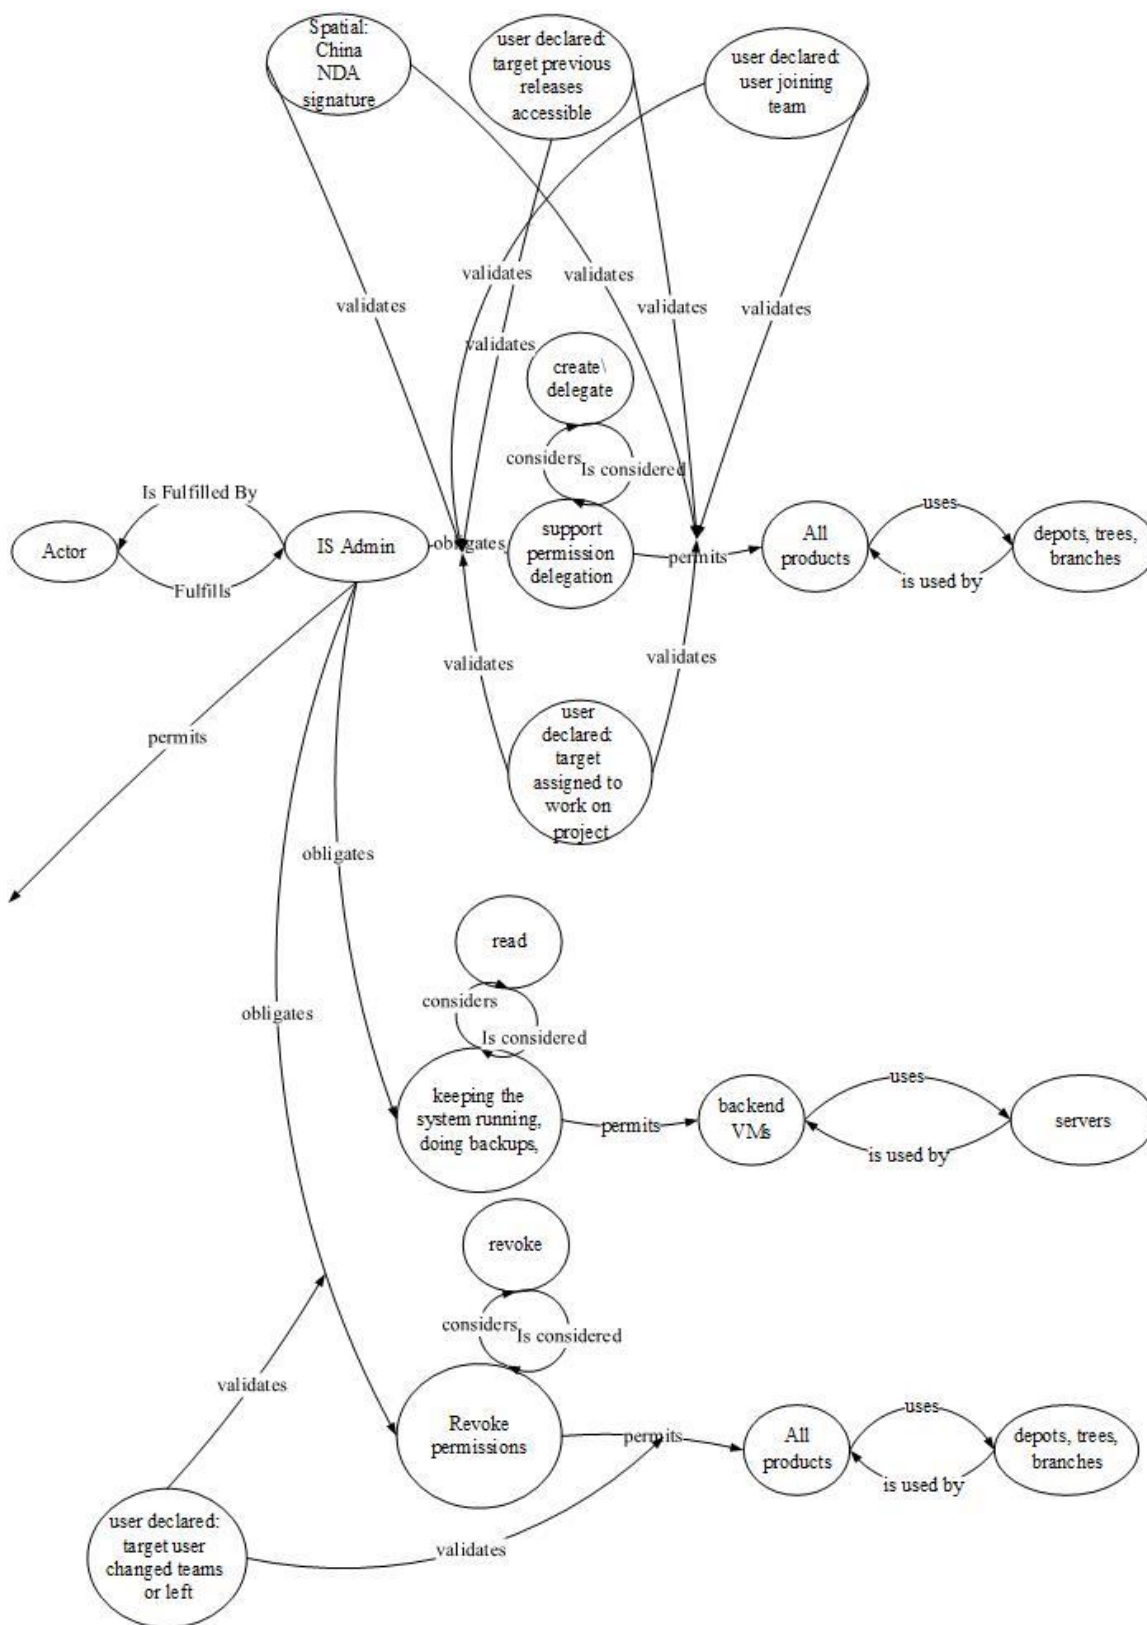 Spatial:
China
NDA
signature
user declared:
target previous
releases
accessible
user declared:
user joining
team
validates
validates
validates
validates
validates
validates
create\
delegate
considers
Is considered
Is Fulfilled By
Actor
Fulfills
IS Admin
obligates
support
permission
delegation
permits
All
products
uses
is used by
depots, trees,
branches
validates
validates
user
declared:
target
assigned to
work on
project
permits
obligates
obligates
read
considers
Is considered
keeping the
system running,
doing backups,
permits
backend
VMs
uses
is used by
servers
revoke
considers
Is considered
Revoke
permissions
permits
All
products
uses
is used by
depots, trees,
branches
validates
validates
user declared:
target user
changed teams
or left